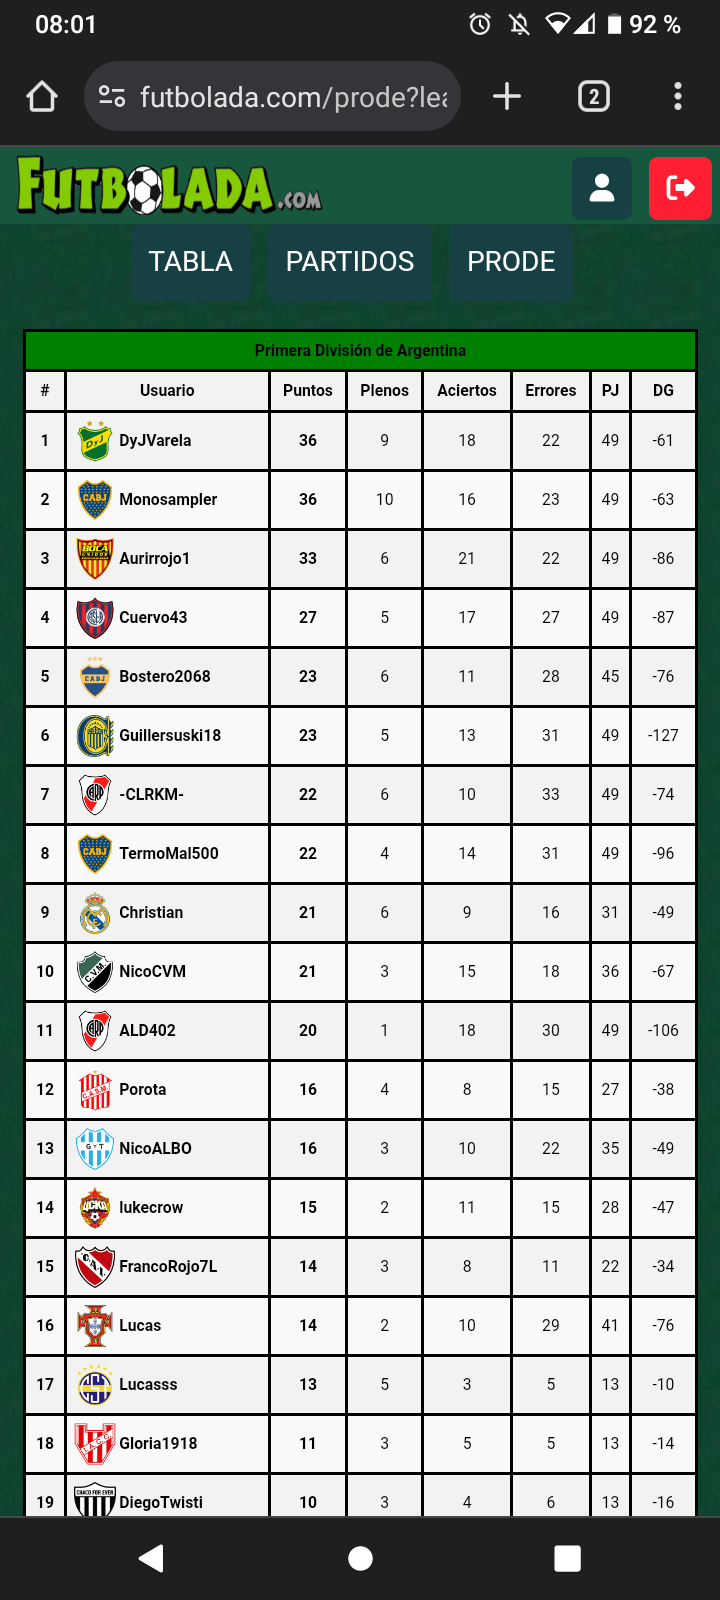 08:01 92 %
futbolada.com/prode?lea
2
FUTBOLADA.COM
TABLA PARTIDOS PRODE
Primera División de Argentina
# Usuario Puntos Plenos Aciertos Errores PJ DG
1 DyJVarela 36 9 18 22 49 -61
2 Monosampler 36 10 16 23 49 -63
3 Aurirrojo1 33 6 21 22 49 -86
4 Cuervo43 27 5 17 27 49 -87
5 Bostero2068 23 6 11 28 45 -76
6 Guillersuski18 23 5 13 31 49 -127
7 -CLRKM- 22 6 10 33 49 -74
8 TermoMal500 22 4 14 31 49 -96
9 Christian 21 6 9 16 31 -49
10 NicoCVM 21 3 15 18 36 -67
11 ALD402 20 1 18 30 49 -106
12 Porota 16 4 8 15 27 -38
13 NicoALBO 16 3 10 22 35 -49
14 lukecrow 15 2 11 15 28 -47
15 FrancoRojo7L 14 3 8 11 22 -34
16 Lucas 14 2 10 29 41 -76
17 Lucasss 13 5 3 5 13 -10
18 Gloria1918 11 3 5 5 13 -14
19 DiegoTwisti 10 3 4 6 13 -16